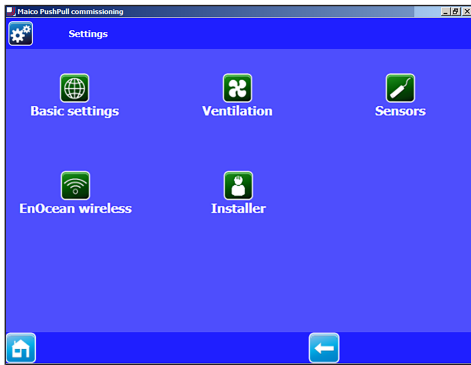 Maico PushPull commissioning
Settings
Basic settings
Ventilation
Sensors
EnOcean wireless
Installer